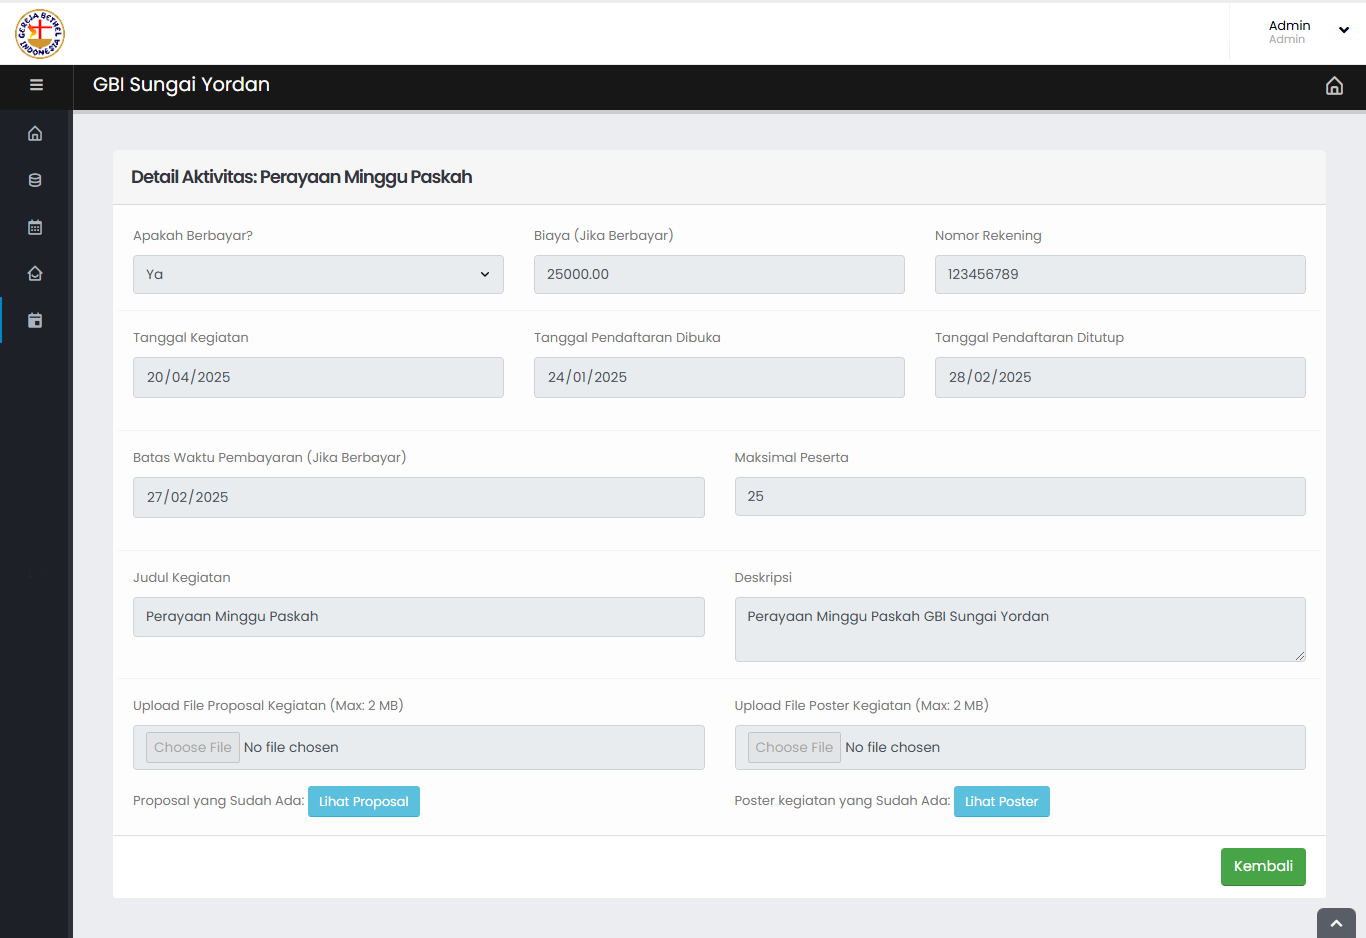 GEREJA BETHEL INDONESIA
Admin
Admin
GBI Sungai Yordan
Detail Aktivitas: Perayaan Minggu Paskah
Apakah Berbayar?
Biaya (Jika Berbayar)
Nomor Rekening
Ya
25000.00
123456789
Tanggal Kegiatan
Tanggal Pendaftaran Dibuka
Tanggal Pendaftaran Ditutup
20/04/2025
24/01/2025
28/02/2025
Batas Waktu Pembayaran (Jika Berbayar)
Maksimal Peserta
27/02/2025
25
Judul Kegiatan
Deskripsi
Perayaan Minggu Paskah
Perayaan Minggu Paskah GBI Sungai Yordan
Upload File Proposal Kegiatan (Max: 2 MB)
Upload File Poster Kegiatan (Max: 2 MB)
Choose File No file chosen
Choose File No file chosen
Proposal yang Sudah Ada: Lihat Proposal
Poster kegiatan yang Sudah Ada: Lihat Poster
Kembali